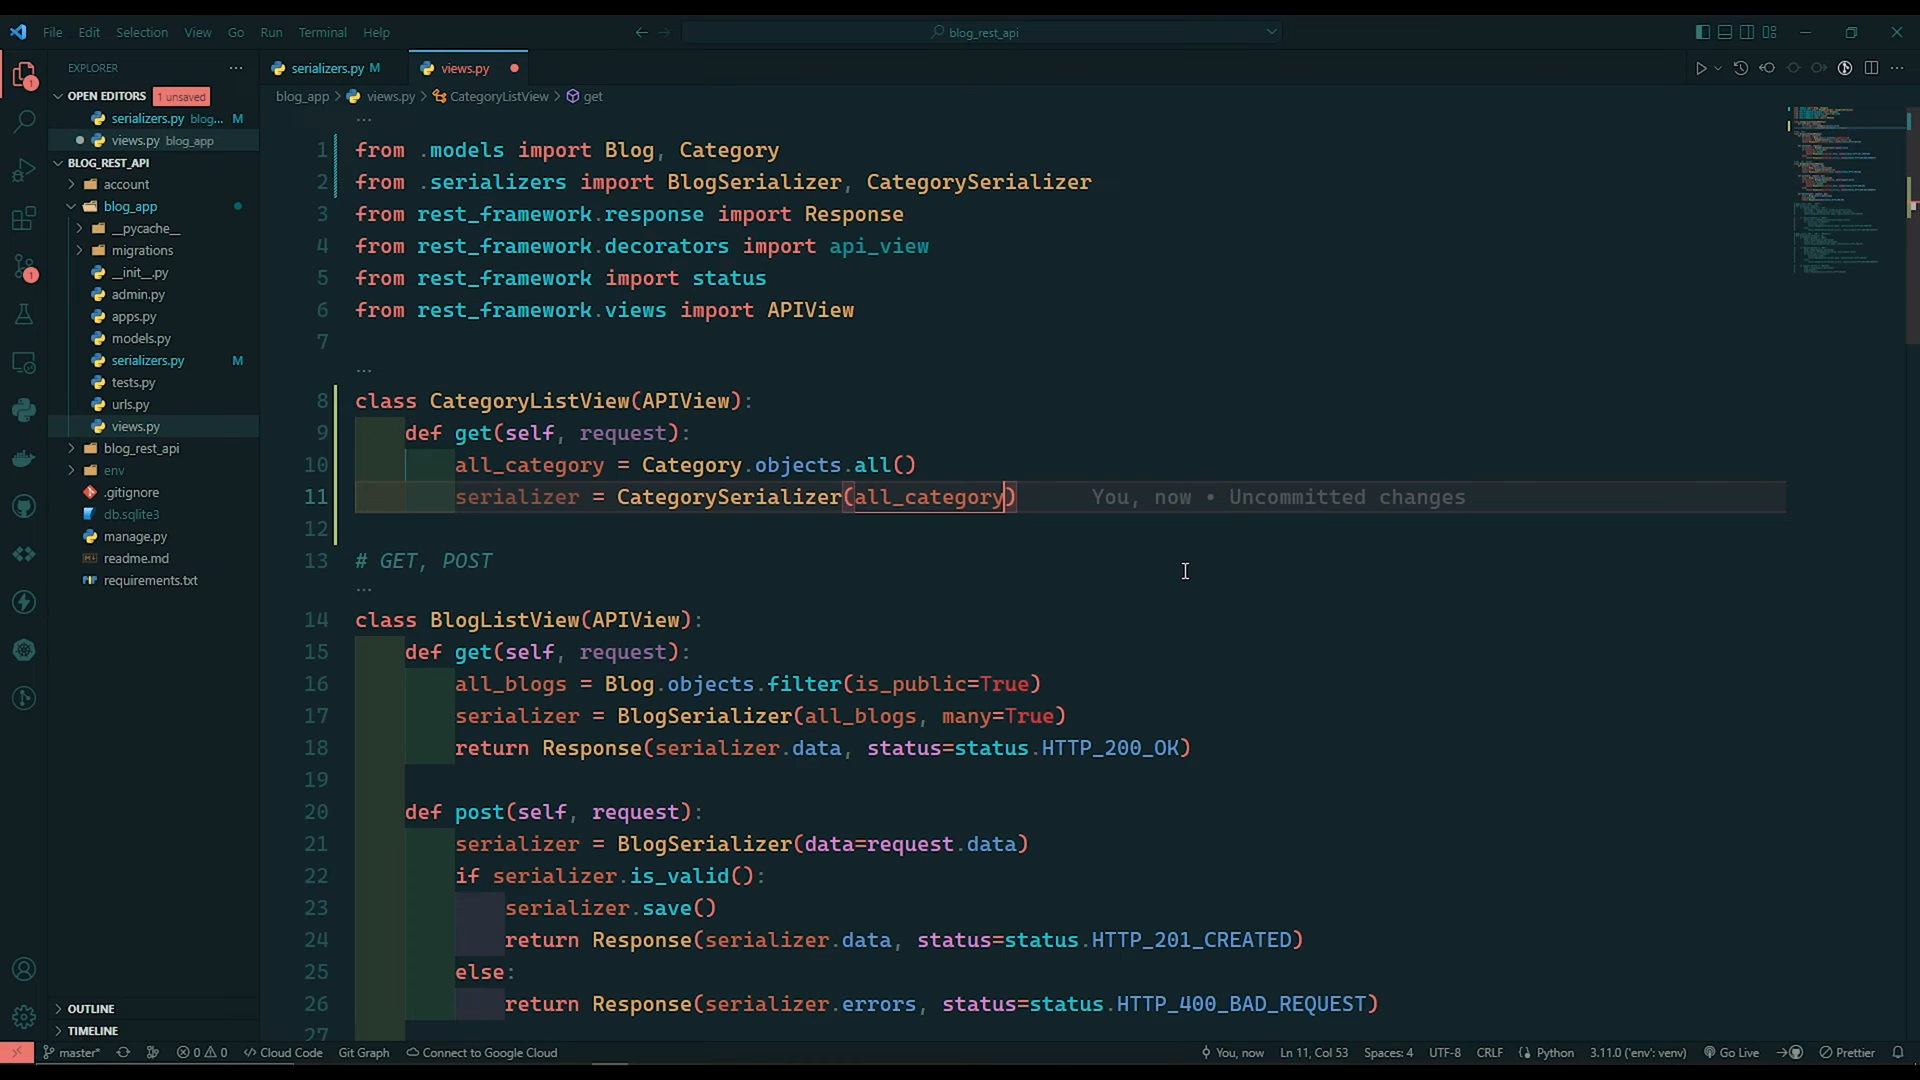 File Edit Selection View Go Run Terminal Help
blog_rest_api
EXPLORER
OPEN EDITORS 1 unsaved
serializers.py blog... M
views.py blog_app
BLOG_REST_API
account
blog_app
__pycache__
migrations
__init__.py
admin.py
apps.py
models.py
serializers.py M
tests.py
urls.py
views.py
blog_rest_api
env
.gitignore
db.sqlite3
manage.py
readme.md
requirements.txt
OUTLINE
TIMELINE
1
1
serializers.py M views.py
blog_app > views.py > CategoryListView > get
...
1 from .models import Blog, Category
2 from .serializers import BlogSerializer, CategorySerializer
3 from rest_framework.response import Response
4 from rest_framework.decorators import api_view
5 from rest_framework import status
6 from rest_framework.views import APIView
7
...
8 class CategoryListView(APIView):
9 def get(self, request):
10 all_category = Category.objects.all()
11 serializer = CategorySerializer(all_category) You, now • Uncommitted changes
12
13 # GET, POST
...
14 class BlogListView(APIView):
15 def get(self, request):
16 all_blogs = Blog.objects.filter(is_public=True)
17 serializer = BlogSerializer(all_blogs, many=True)
18 return Response(serializer.data, status=status.HTTP_200_OK)
19
20 def post(self, request):
21 serializer = BlogSerializer(data=request.data)
22 if serializer.is_valid():
23 serializer.save()
24 return Response(serializer.data, status=status.HTTP_201_CREATED)
25 else:
26 return Response(serializer.errors, status=status.HTTP_400_BAD_REQUEST)
27
master* 0 0 Cloud Code Git Graph Connect to Google Cloud You, now Ln 11, Col 53 Spaces: 4 UTF-8 CRLF Python 3.11.0 ('env': venv) Go Live Prettier